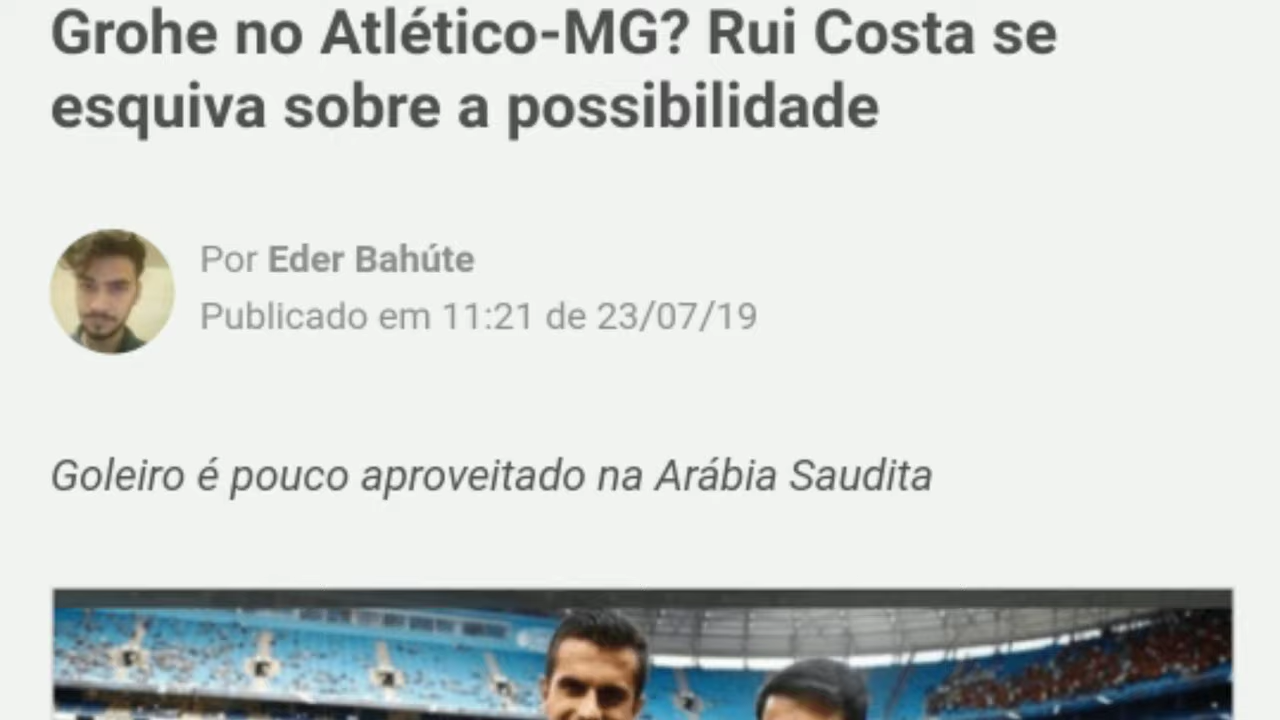 Grohe no Atlético-MG? Rui Costa se
esquiva sobre a possibilidade
Por Eder Bahúte
Publicado em 11:21 de 23/07/19
Goleiro é pouco aproveitado na Arábia Saudita